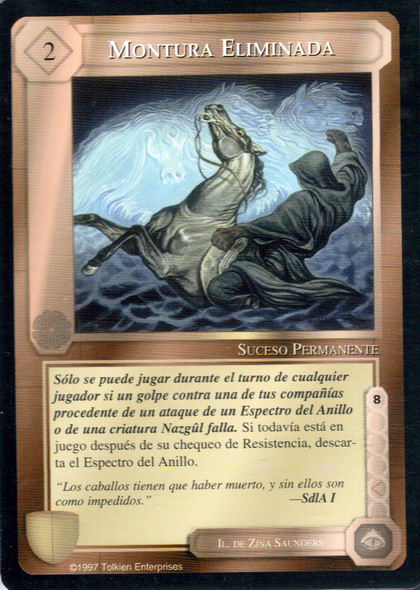 2
MONTURA ELIMINADA
SUCESO PERMANENTE
Sólo se puede jugar durante el turno de cualquier
jugador si un golpe contra una de tus compañías
procedente de un ataque de un Espectro del Anillo
o de una criatura Nazgûl falla. Si todavía está en
juego después de su chequeo de Resistencia, descar-
ta el Espectro del Anillo.
8
“Los caballos tienen que haber muerto, y sin ellos son
como impedidos.” —SdlA I
IL. DE ZINA SAUNDERS
©1997 Tolkien Enterprises